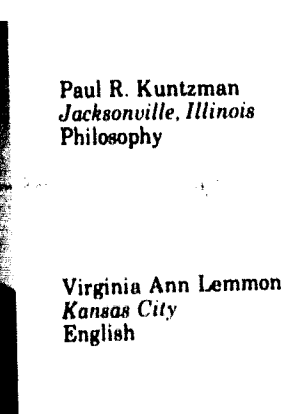 Paul R. Kuntzman
Jacksonville, Illinois
Philosophy
Virginia Ann Lemmon
Kansas City
English